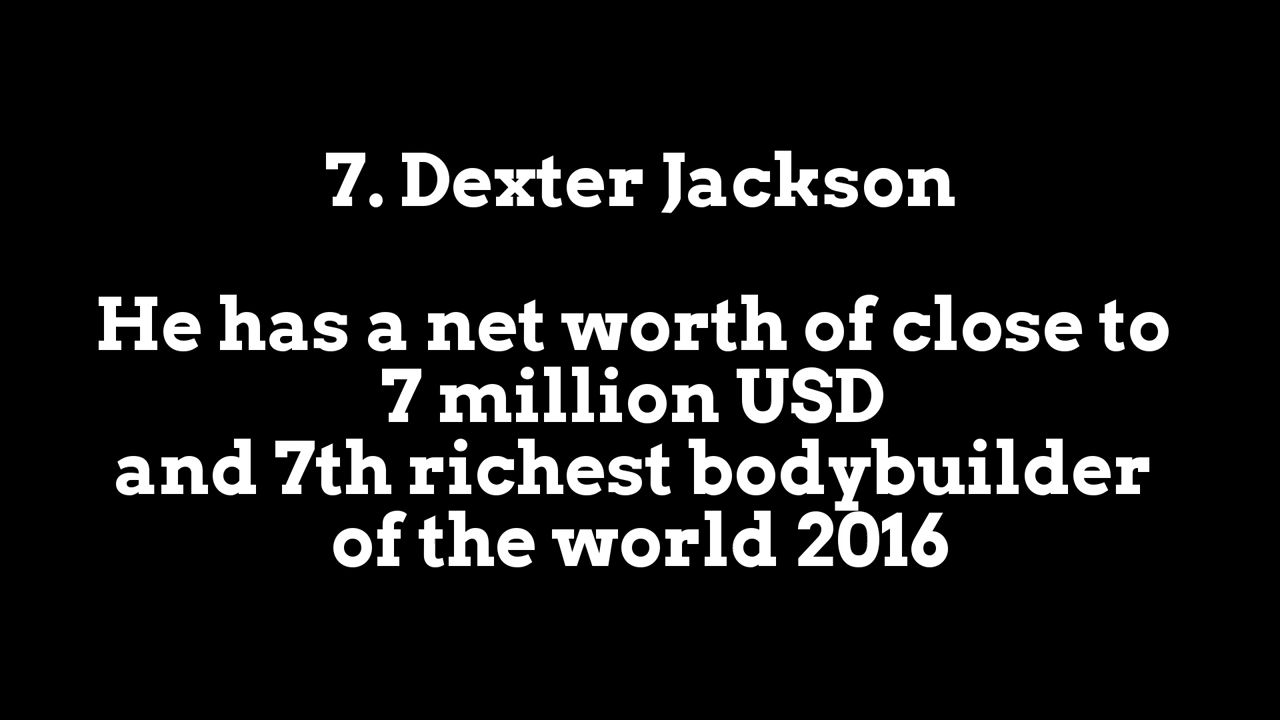 7. Dexter Jackson
He has a net worth of close to
7 million USD
and 7th richest bodybuilder
of the world 2016